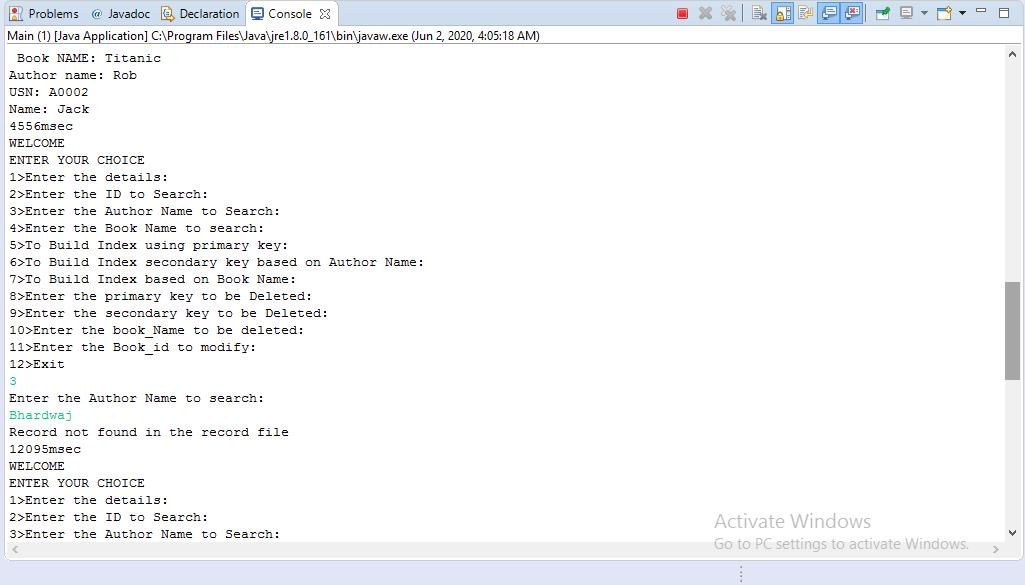 Problems @ Javadoc Declaration Console
Main (1) [Java Application] C:\Program Files\Java\jre1.8.0_161\bin\javaw.exe (Jun 2, 2020, 4:05:18 AM)
Book NAME: Titanic
Author name: Rob
USN: A0002
Name: Jack
4556msec
WELCOME
ENTER YOUR CHOICE
1>Enter the details:
2>Enter the ID to Search:
3>Enter the Author Name to Search:
4>Enter the Book Name to search:
5>To Build Index using primary key:
6>To Build Index secondary key based on Author Name:
7>To Build Index based on Book Name:
8>Enter the primary key to be Deleted:
9>Enter the secondary key to be Deleted:
10>Enter the book_Name to be deleted:
11>Enter the Book_id to modify:
12>Exit
3
Enter the Author Name to search:
Bhardwaj
Record not found in the record file
12095msec
WELCOME
ENTER YOUR CHOICE
1>Enter the details:
2>Enter the ID to Search:
3>Enter the Author Name to Search:
Activate Windows
Go to PC settings to activate Windows.